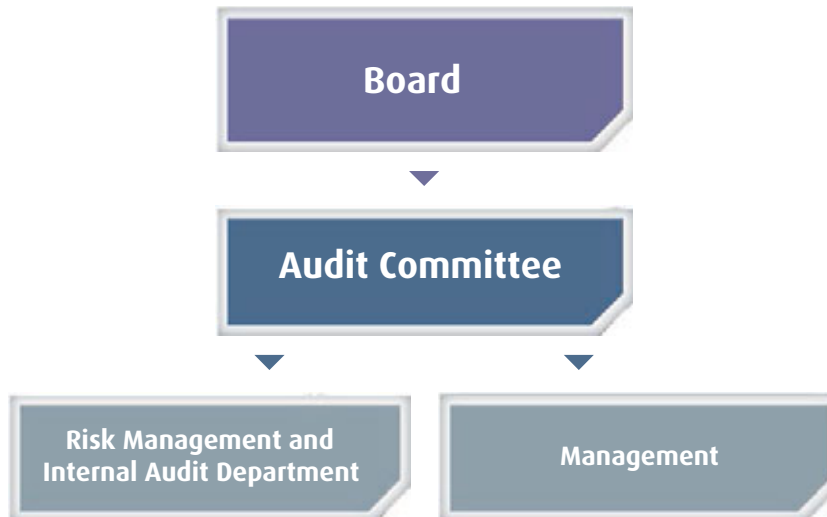 Board
Audit Committee
Risk Management and
Internal Audit Department
Management